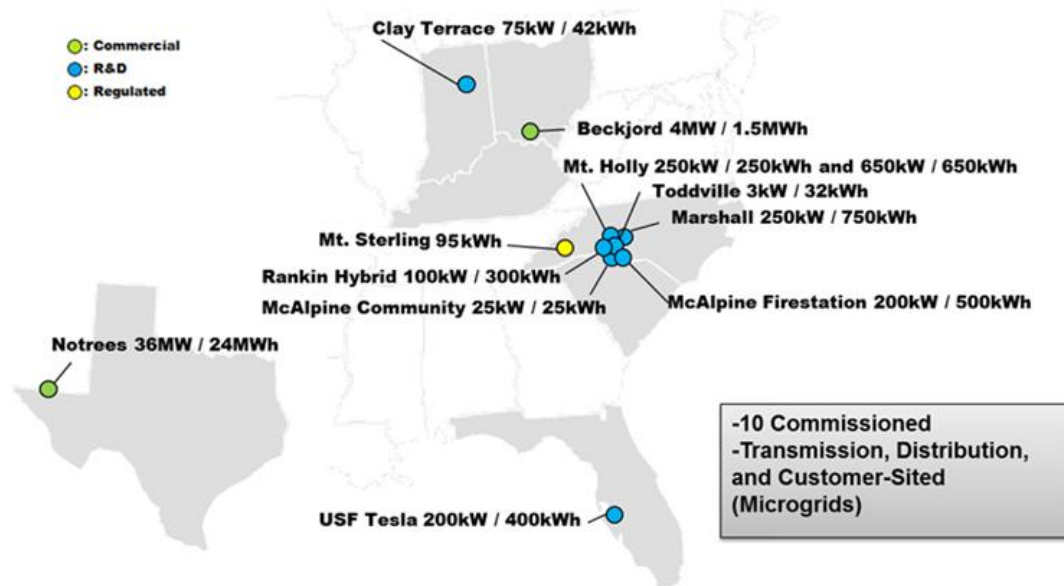 Clay Terrace 75kW / 42kWh
: Commercial
: R&D
: Regulated
Beckjord 4MW / 1.5MWh
Mt. Holly 250kW / 250kWh and 650kW / 650kWh
Toddville 3kW / 32kWh
Marshall 250kW / 750kWh
Mt. Sterling 95kWh
Rankin Hybrid 100kW / 300kWh
McAlpine Community 25kW / 25kWh
McAlpine Firestation 200kW / 500kWh
Notrees 36MW / 24MWh
-10 Commissioned
-Transmission, Distribution,
and Customer-Sited
(Microgrids)
USF Tesla 200kW / 400kWh